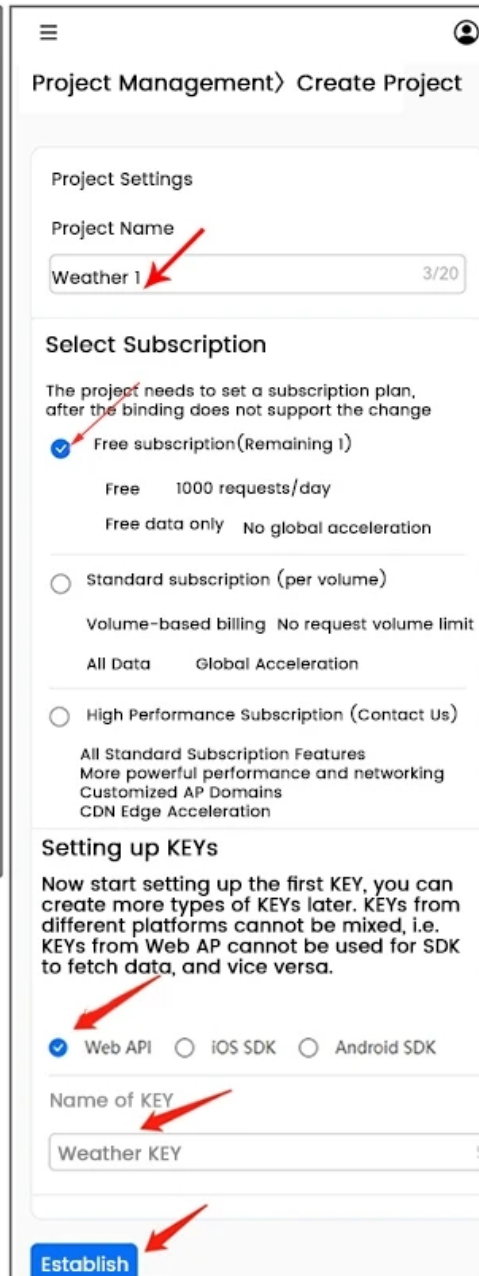 Project Management〉Create Project
Project Settings
Project Name
Weather 1 3/20
Select Subscription
The project needs to set a subscription plan,
after the binding does not support the change
Free subscription(Remaining 1)
Free 1000 requests/day
Free data only No global acceleration
Standard subscription (per volume)
Volume-based billing No request volume limit
All Data Global Acceleration
High Performance Subscription (Contact Us)
All Standard Subscription Features
More powerful performance and networking
Customized AP Domains
CDN Edge Acceleration
Setting up KEYs
Now start setting up the first KEY, you can
create more types of KEYs later. KEYs from
different platforms cannot be mixed, i.e.
KEYs from Web AP cannot be used for SDK
to fetch data, and vice versa.
Web API iOS SDK Android SDK
Name of KEY
Weather KEY
Establish